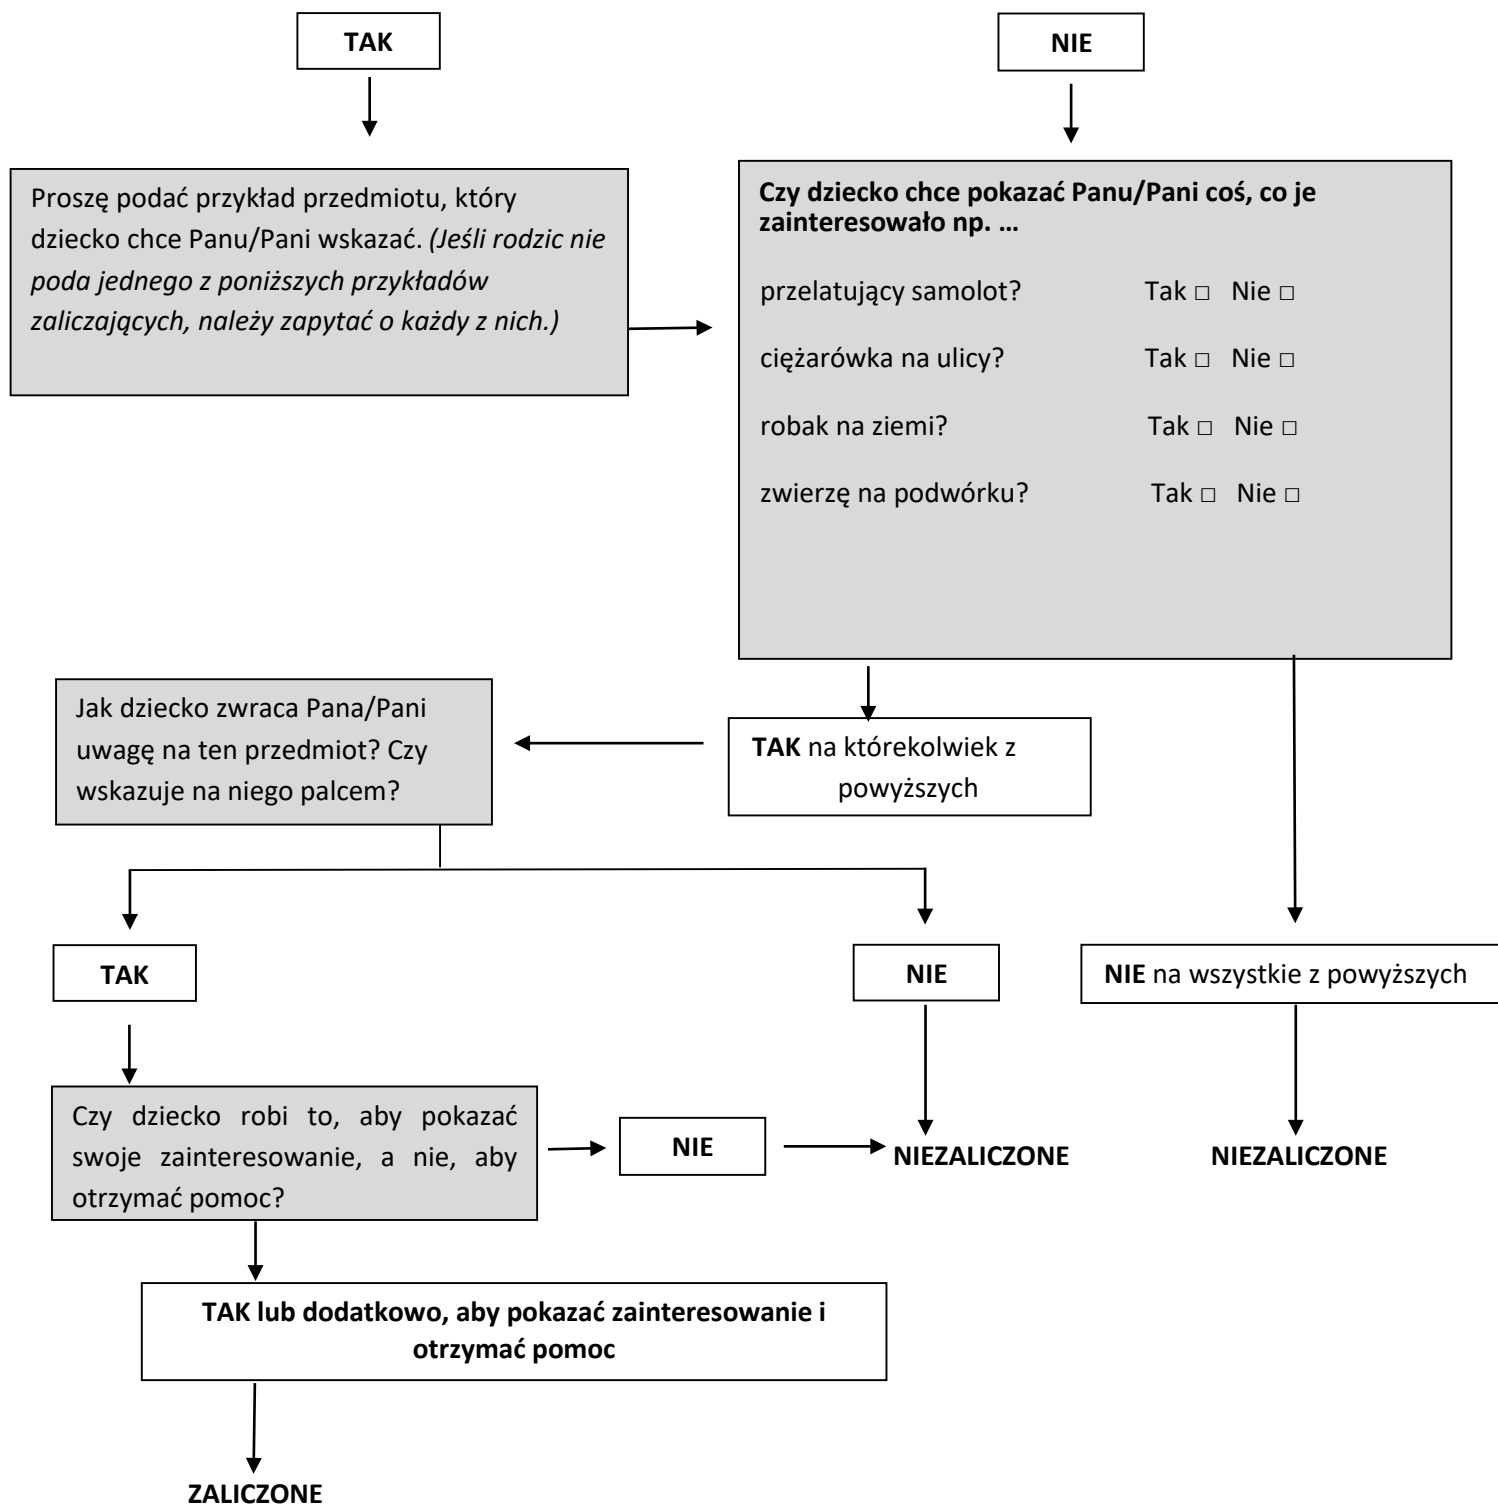 TAK
NIE
Proszę podać przykład przedmiotu, który
dziecko chce Panu/Pani wskazać. (Jeśli rodzic nie
poda jednego z poniższych przykładów
zaliczających, należy zapytać o każdy z nich.)
Czy dziecko chce pokazać Panu/Pani coś, co je
zainteresowało np. …
przelatujący samolot? Tak □ Nie □
ciężarówka na ulicy? Tak □ Nie □
robak na ziemi? Tak □ Nie □
zwierzę na podwórku? Tak □ Nie □
Jak dziecko zwraca Pana/Pani
uwagę na ten przedmiot? Czy
wskazuje na niego palcem?
TAK na którekolwiek z
powyższych
TAK
NIE
NIE na wszystkie z powyższych
Czy dziecko robi to, aby pokazać
swoje zainteresowanie, a nie, aby
otrzymać pomoc?
NIE
NIEZALICZONE
NIEZALICZONE
TAK lub dodatkowo, aby pokazać zainteresowanie i
otrzymać pomoc
ZALICZONE